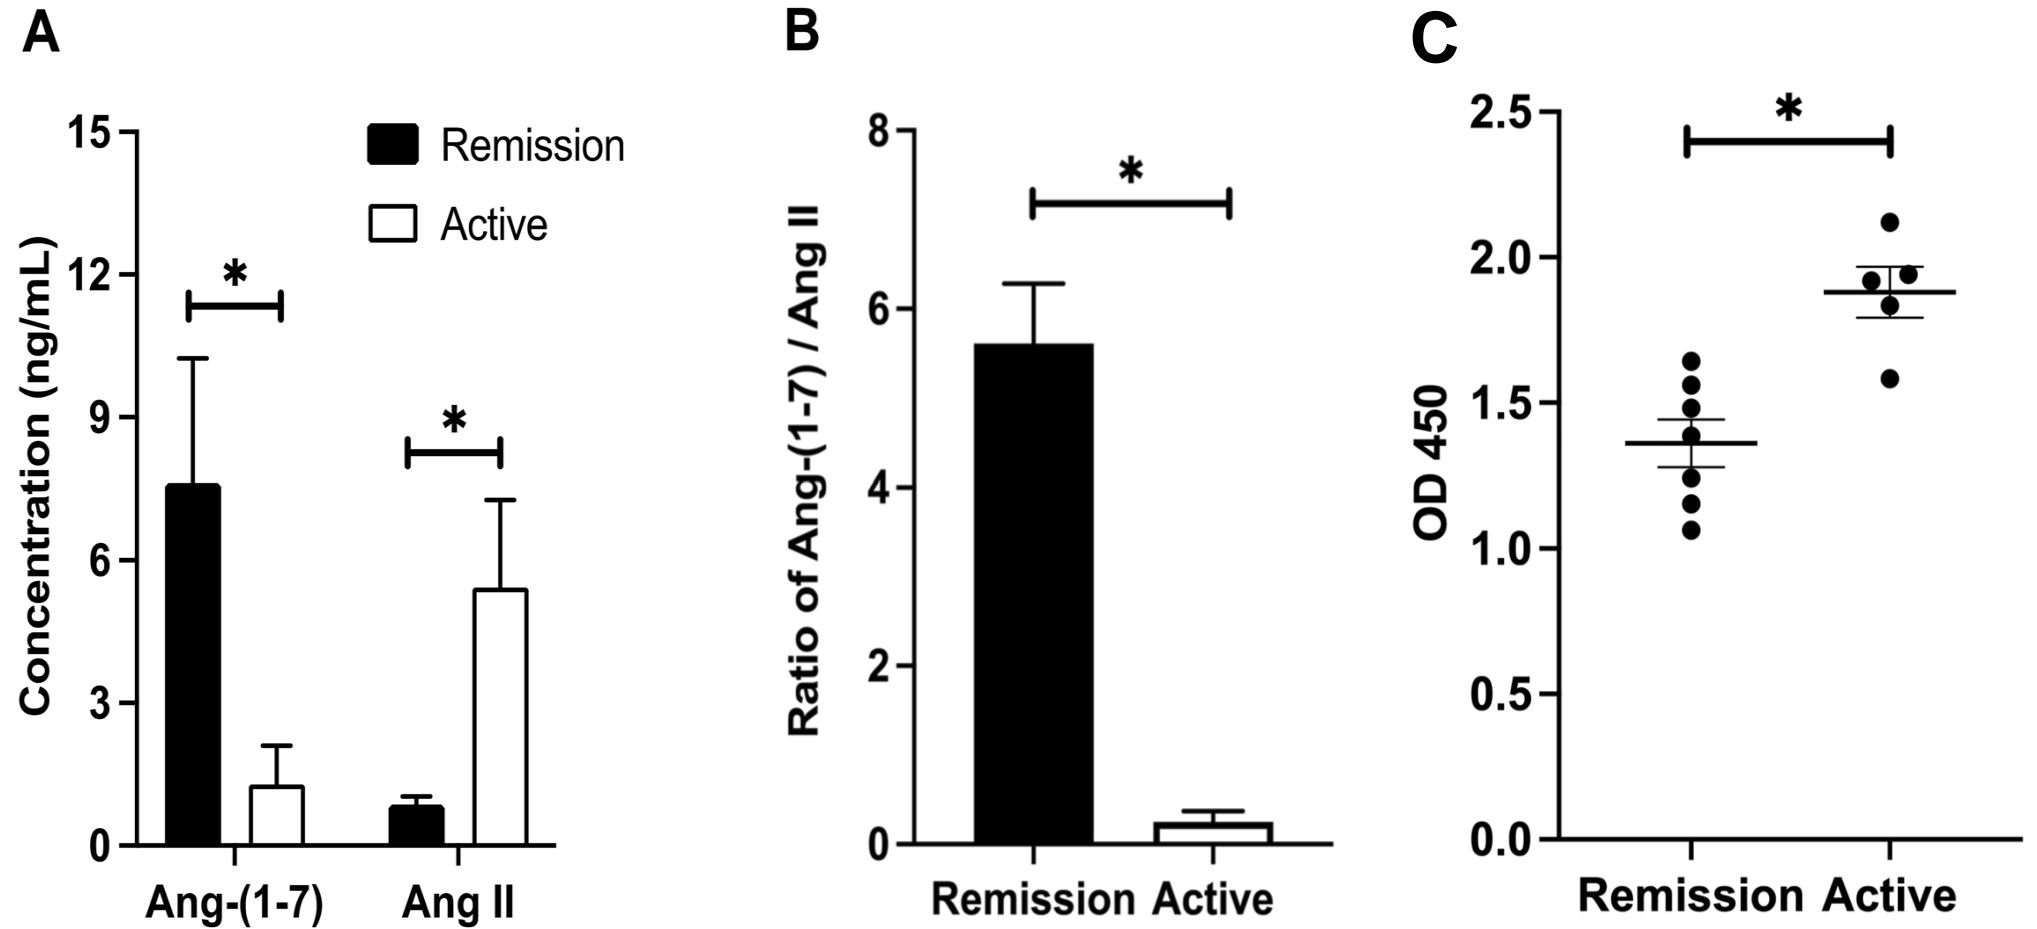 A
Concentration (ng/mL)
15
12
9
6
3
0
Remission
Active
*
*
Ang-(1-7)
Ang II
B
Ratio of Ang-(1-7) / Ang II
8
6
4
2
0
*
Remission Active
C
OD 450
2.5
2.0
1.5
1.0
0.5
0.0
*
Remission Active